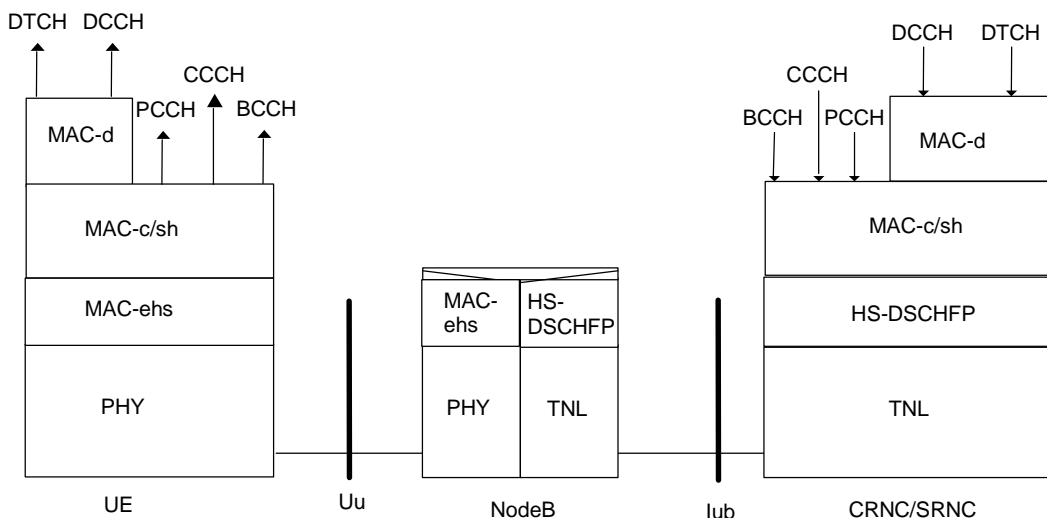 DTCH DCCH
CCCH
PCCH BCCH
MAC-d
MAC-c/sh
MAC-ehs
PHY
UE
Uu
MAC-
ehs
HS-
DSCHFP
PHY
TNL
NodeB
Iub
DCCH DTCH
CCCH
BCCH PCCH
MAC-d
MAC-c/sh
HS-DSCHFP
TNL
CRNC/SRNC